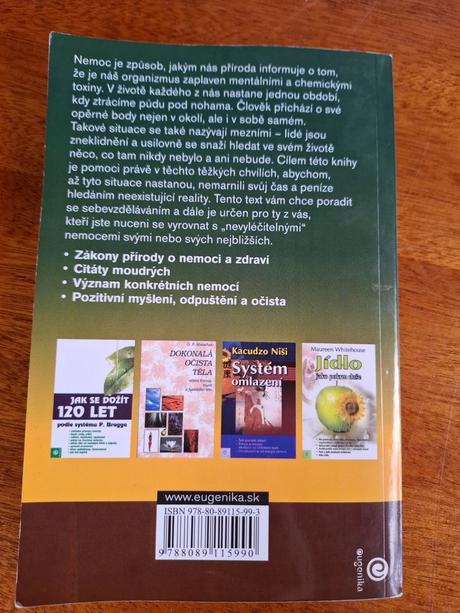 Nemoc je způsob, jakým nás příroda informuje o tom,
že je náš organizmus zaplaven mentálními a chemickými
toxiny. V životě každého z nás nastane jednou období,
kdy ztrácíme půdu pod nohama. Člověk přichází o své
opěrné body nejen v okolí, ale i v sobě samém.
Takové situace se také nazývají mezními – lidé jsou
zneklidnění a usilovně se snaží hledat ve svém životě
něco, co tam nikdy nebylo a ani nebude. Cílem této knihy
je pomoci právě v těchto těžkých chvílích, abychom,
až tyto situace nastanou, nemarnili svůj čas a peníze
hledáním neexistující reality. Tento text vám chce poradit
se sebevzděláváním a dále je určen pro ty z vás,
kteří jste nuceni se vyrovnat s „nevyléčitelnými“
nemocemi svými nebo svých nejbližších.
• Zákony přírody o nemoci a zdraví
• Citáty moudrých
• Význam konkrétních nemocí
• Pozitivní myšlení, odpuštění a očista
JAK SE DOŽÍT
120 LET
podle systému P. Bragga
G. P. Malachov
DOKONALÁ
OČISTA
TĚLA
Kacudzo Niši
Systém
omlazení
Maureen Whitehouse
Jídlo
jako pokrm duše
www.eugenika.sk
ISBN 978-80-89115-99-3
9 788089 115990
eugenika